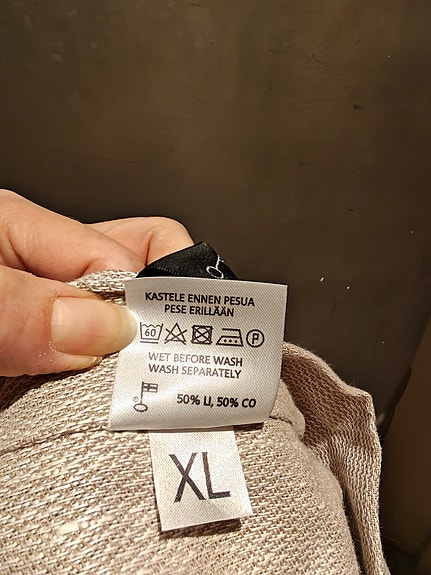 KASTELE ENNEN PESUA
PESE ERILLÄÄN
60 P
WET BEFORE WASH
WASH SEPARATELY
50% LI, 50% CO
XL